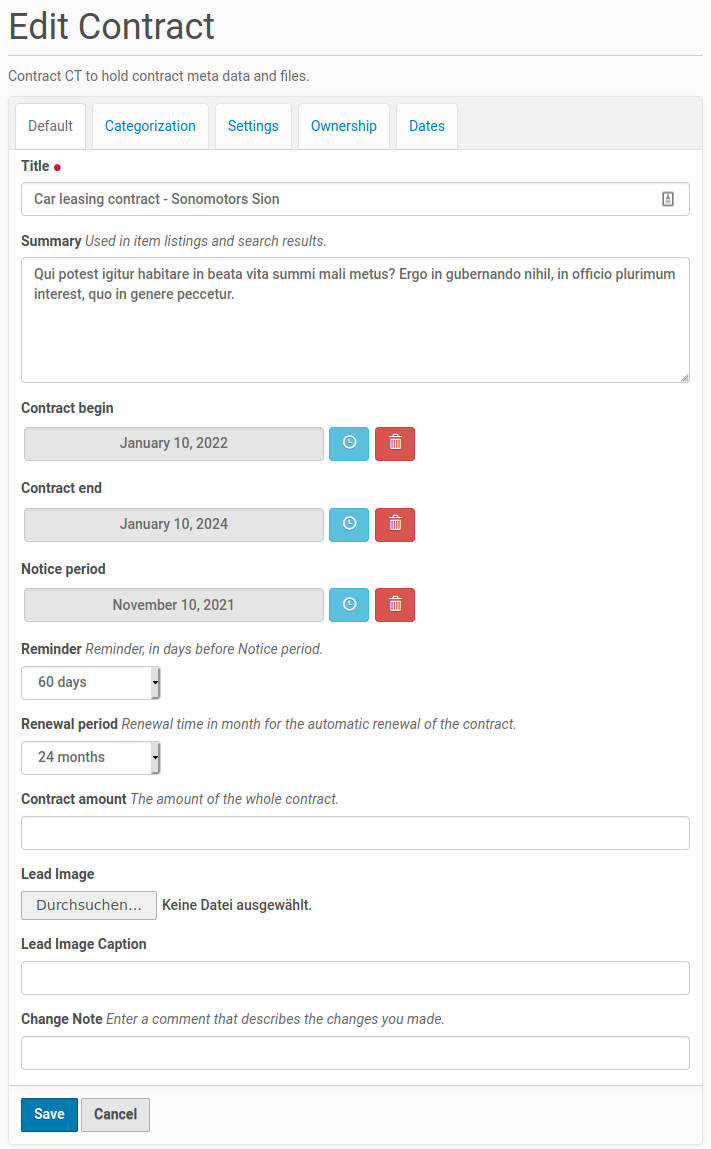 Edit Contract
Contract CT to hold contract meta data and files.
Default Categorization Settings Ownership Dates
Title
Car leasing contract - Sonomotors Sion
Summary Used in item listings and search results.
Qui potest igitur habitare in beata vita summi mali metus? Ergo in gubernando nihil, in officio plurimum
interest, quo in genere peccetur.
Contract begin
January 10, 2022
Contract end
January 10, 2024
Notice period
November 10, 2021
Reminder Reminder, in days before Notice period.
60 days
Renewal period Renewal time in month for the automatic renewal of the contract.
24 months
Contract amount The amount of the whole contract.
Lead Image
Durchsuchen... Keine Datei ausgewählt.
Lead Image Caption
Change Note Enter a comment that describes the changes you made.
Save Cancel